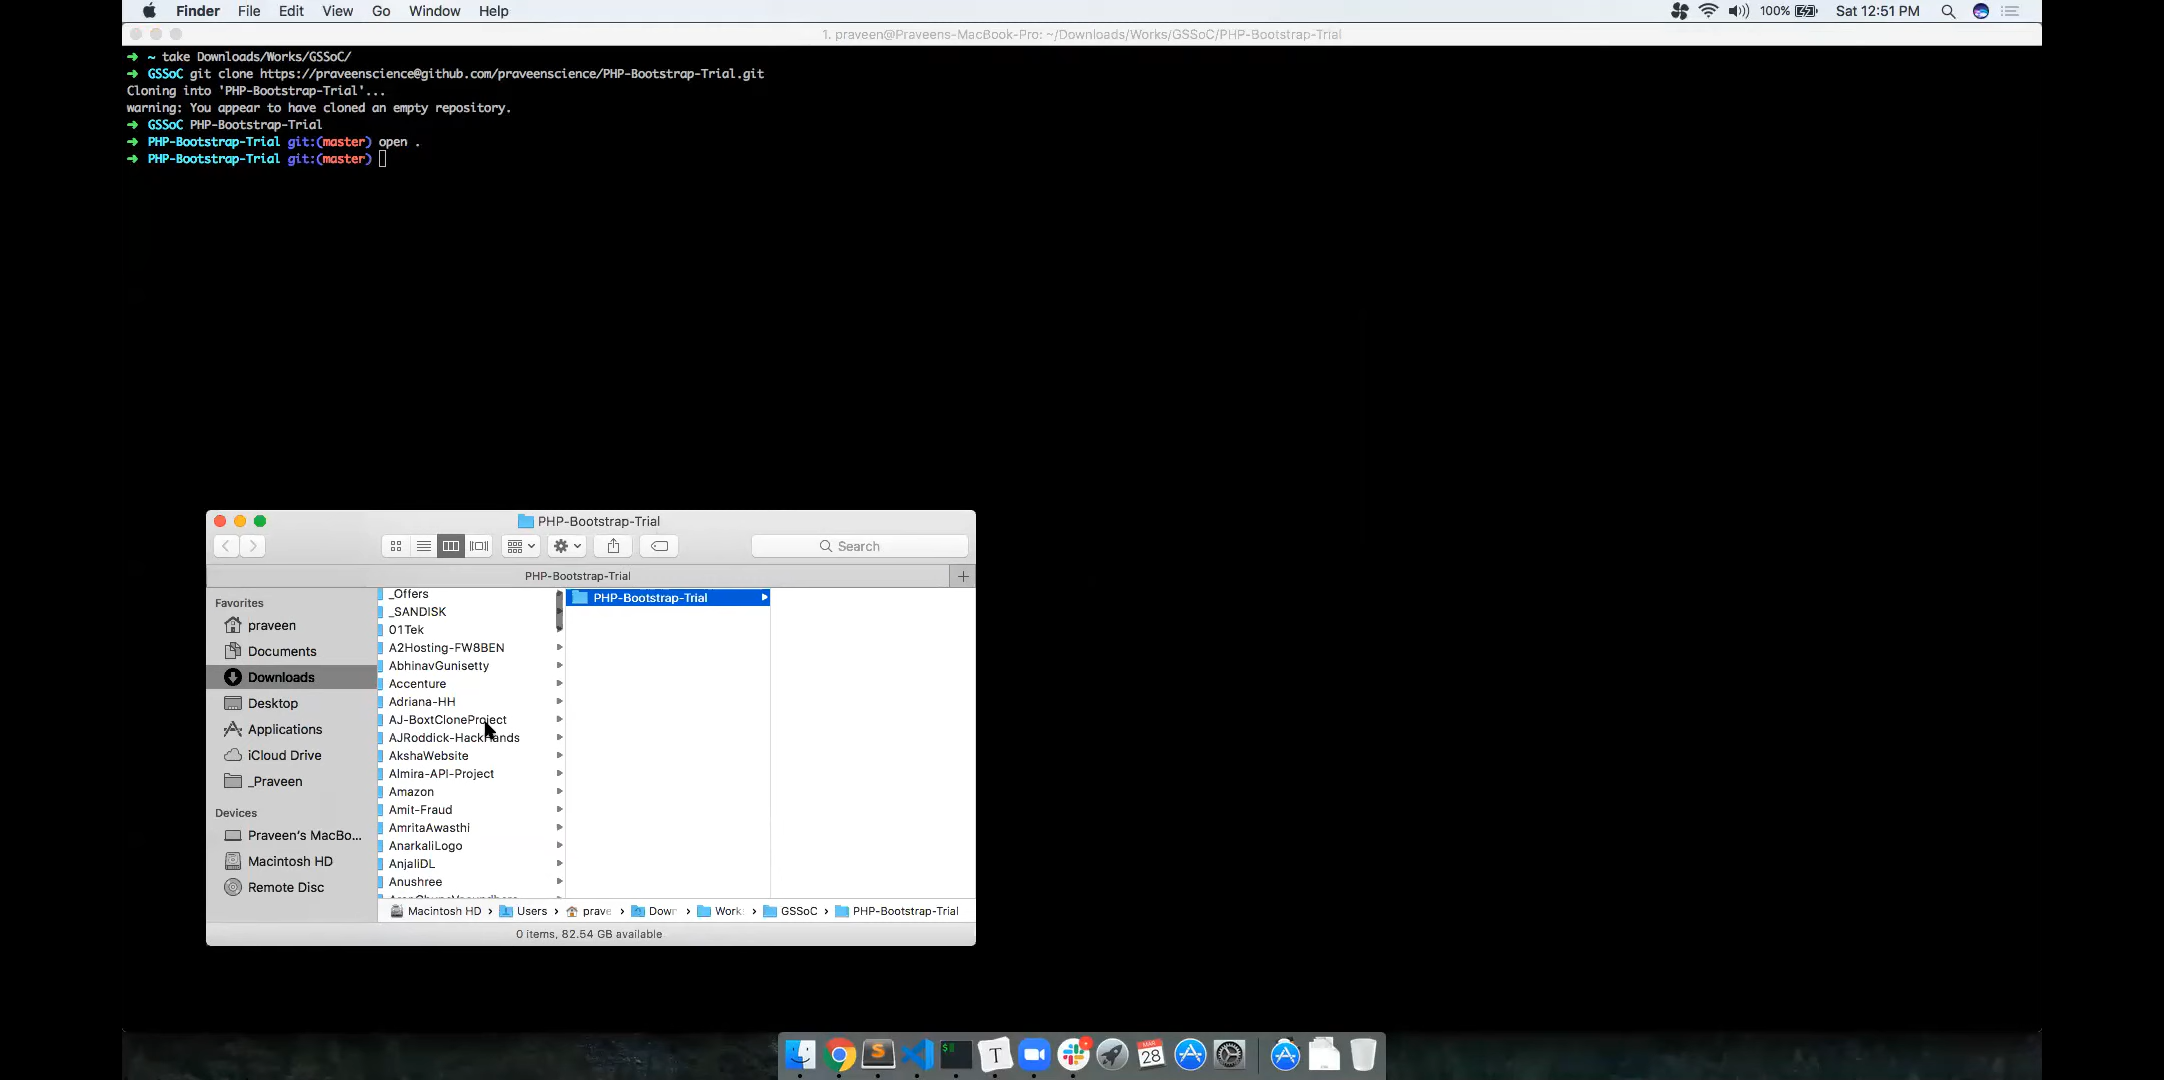 Finder File Edit View Go Window Help 100% Sat 12:51 PM
1. praveen@Praveens-MacBook-Pro: ~/Downloads/Works/GSSoC/PHP-Bootstrap-Trial
➜ ~ take Downloads/Works/GSSoC/
➜ GSSoC git clone https://praveenscience@github.com/praveenscience/PHP-Bootstrap-Trial.git
Cloning into 'PHP-Bootstrap-Trial'...
warning: You appear to have cloned an empty repository.
➜ GSSoC PHP-Bootstrap-Trial
➜ PHP-Bootstrap-Trial git:(master) open .
➜ PHP-Bootstrap-Trial git:(master)
PHP-Bootstrap-Trial
Search
PHP-Bootstrap-Trial
Favorites
praveen
Documents
Downloads
Desktop
Applications
iCloud Drive
_Praveen
Devices
Praveen's MacBo...
Macintosh HD
Remote Disc
_Offers
_SANDISK
01Tek
A2Hosting-FW8BEN
AbhinavGunisetty
Accenture
Adriana-HH
AJ-BoxtCloneProject
AJRoddick-HackHands
AkshaWebsite
Almira-API-Project
Amazon
Amit-Fraud
AmritaAwasthi
AnarkaliLogo
AnjaliDL
Anushree
PHP-Bootstrap-Trial
Macintosh HD › Users › prave › Down › Work › GSSoC › PHP-Bootstrap-Trial
0 items, 82.54 GB available
MAR
28